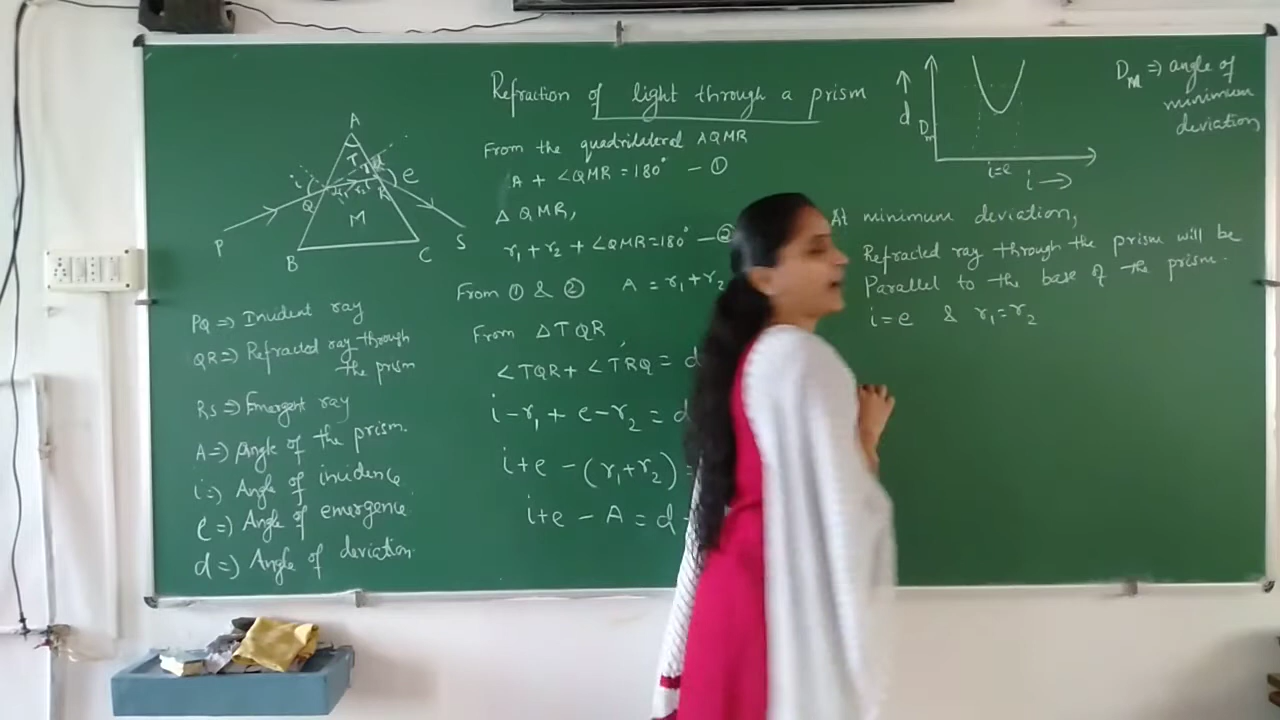 Refraction of light through a prism
A
T
i
e
Q
r₁
R
M
P
S
B
C
PQ => Incident ray
QR => Refracted ray through
the prism
RS => Emergent ray
A => Angle of the prism.
i => Angle of incidence
e => Angle of emergence
d => Angle of deviation
From the quadrilateral AQMR
A + ∠QMR = 180° - ①
Δ QMR,
r₁ + r₂ + ∠QMR = 180° - ②
From ① & ② A = r₁ + r₂
From Δ TQR,
∠TQR + ∠TRQ = d
i - r₁ + e - r₂ = d
i + e - (r₁ + r₂) =
i + e - A = d -
d
Dm
i = e
i →
DM => angle of
minimum
deviation
At minimum deviation,
Refracted ray through the prism will be
Parallel to the base of the prism.
i = e & r₁ = r₂